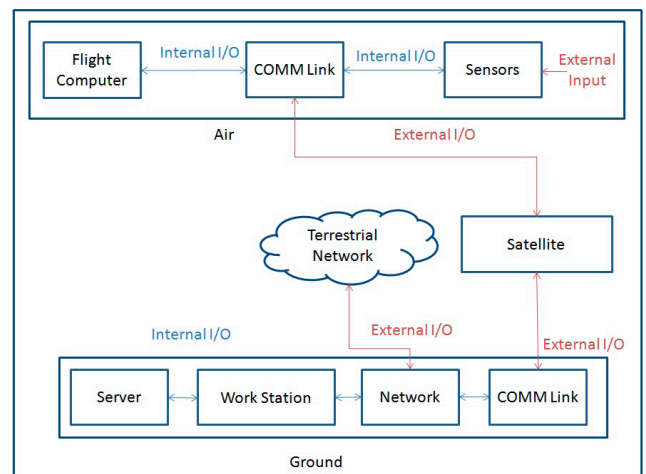 Internal I/O
Internal I/O
Flight
Computer
COMM Link
Sensors
External
Input
Air
External I/O
Terrestrial
Network
Satellite
Internal I/O
External I/O
External I/O
Server
Work Station
Network
COMM Link
Ground